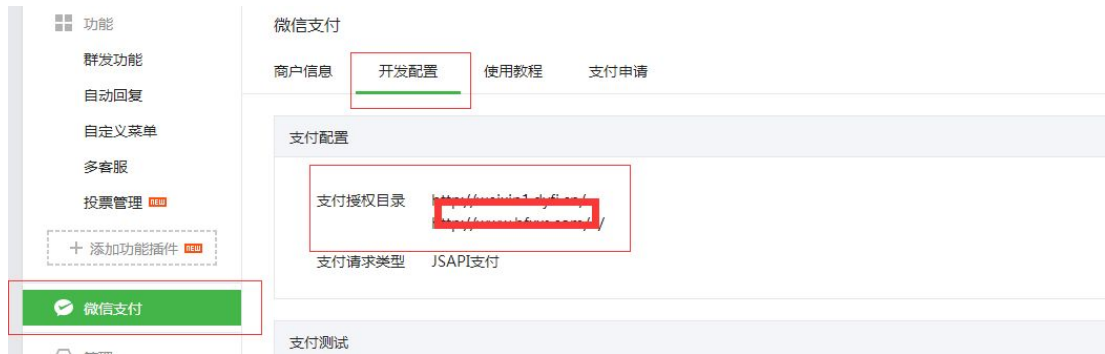 功能
群发功能
自动回复
自定义菜单
多客服
投票管理 NEW
+ 添加功能插件 NEW
微信支付
微信支付
商户信息 开发配置 使用教程 支付申请
支付配置
支付授权目录
支付请求类型 JSAPI支付
支付测试